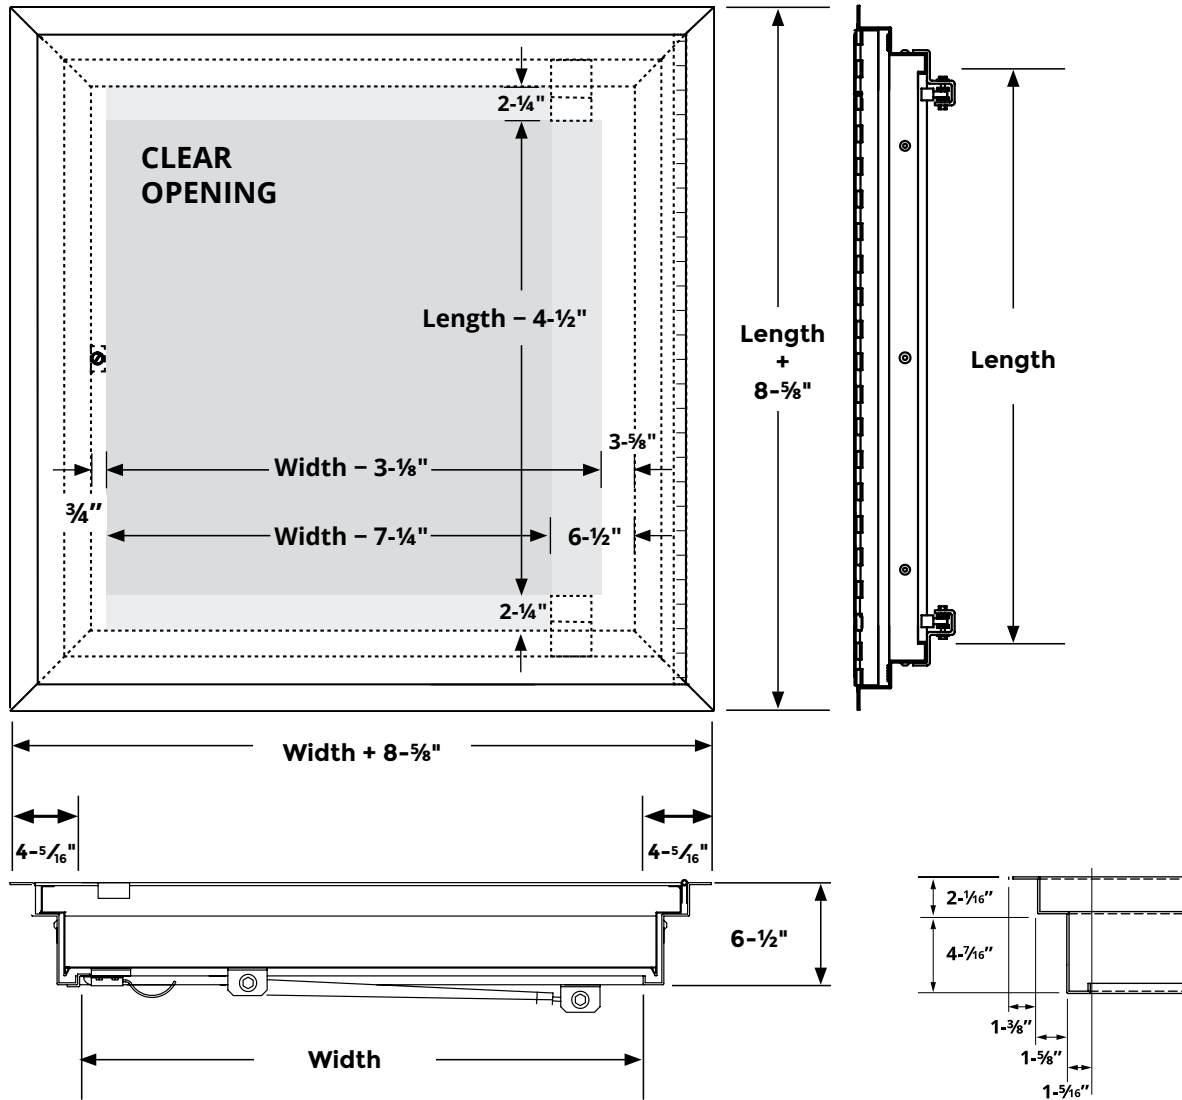 2-¼"
CLEAR
OPENING
Length – 4-½"
Length
+
8-⅝"
Length
3-⅝"
Width – 3-⅛"
¾”
Width – 7-¼"
6-½"
2-¼"
Width + 8-⅝"
4-5⁄16"
4-5⁄16"
6-½"
2-1⁄16”
4-7⁄16”
1-⅜”
1-⅝”
1-5⁄16”
Width